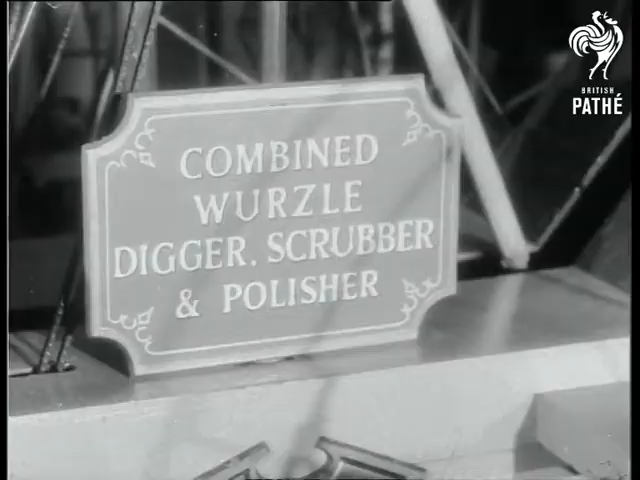 BRITISH
PATHÉ
COMBINED
WURZLE
DIGGER. SCRUBBER
& POLISHER